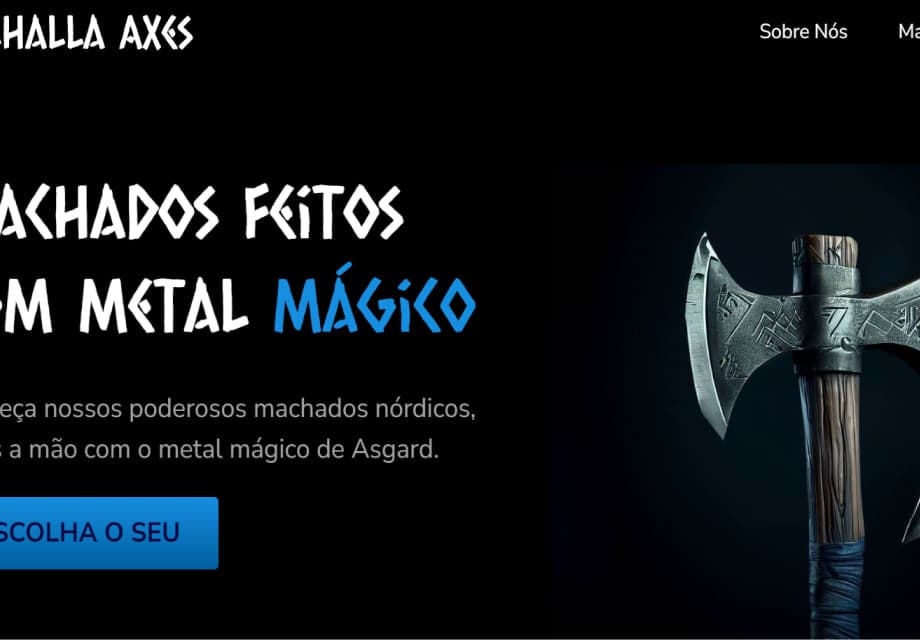 HALLA AXES
Sobre Nós
Ma
ACHADOS FEITOS
EM METAL MÁGICO
eça nossos poderosos machados nórdicos,
s a mão com o metal mágico de Asgard.
SCOLHA O SEU